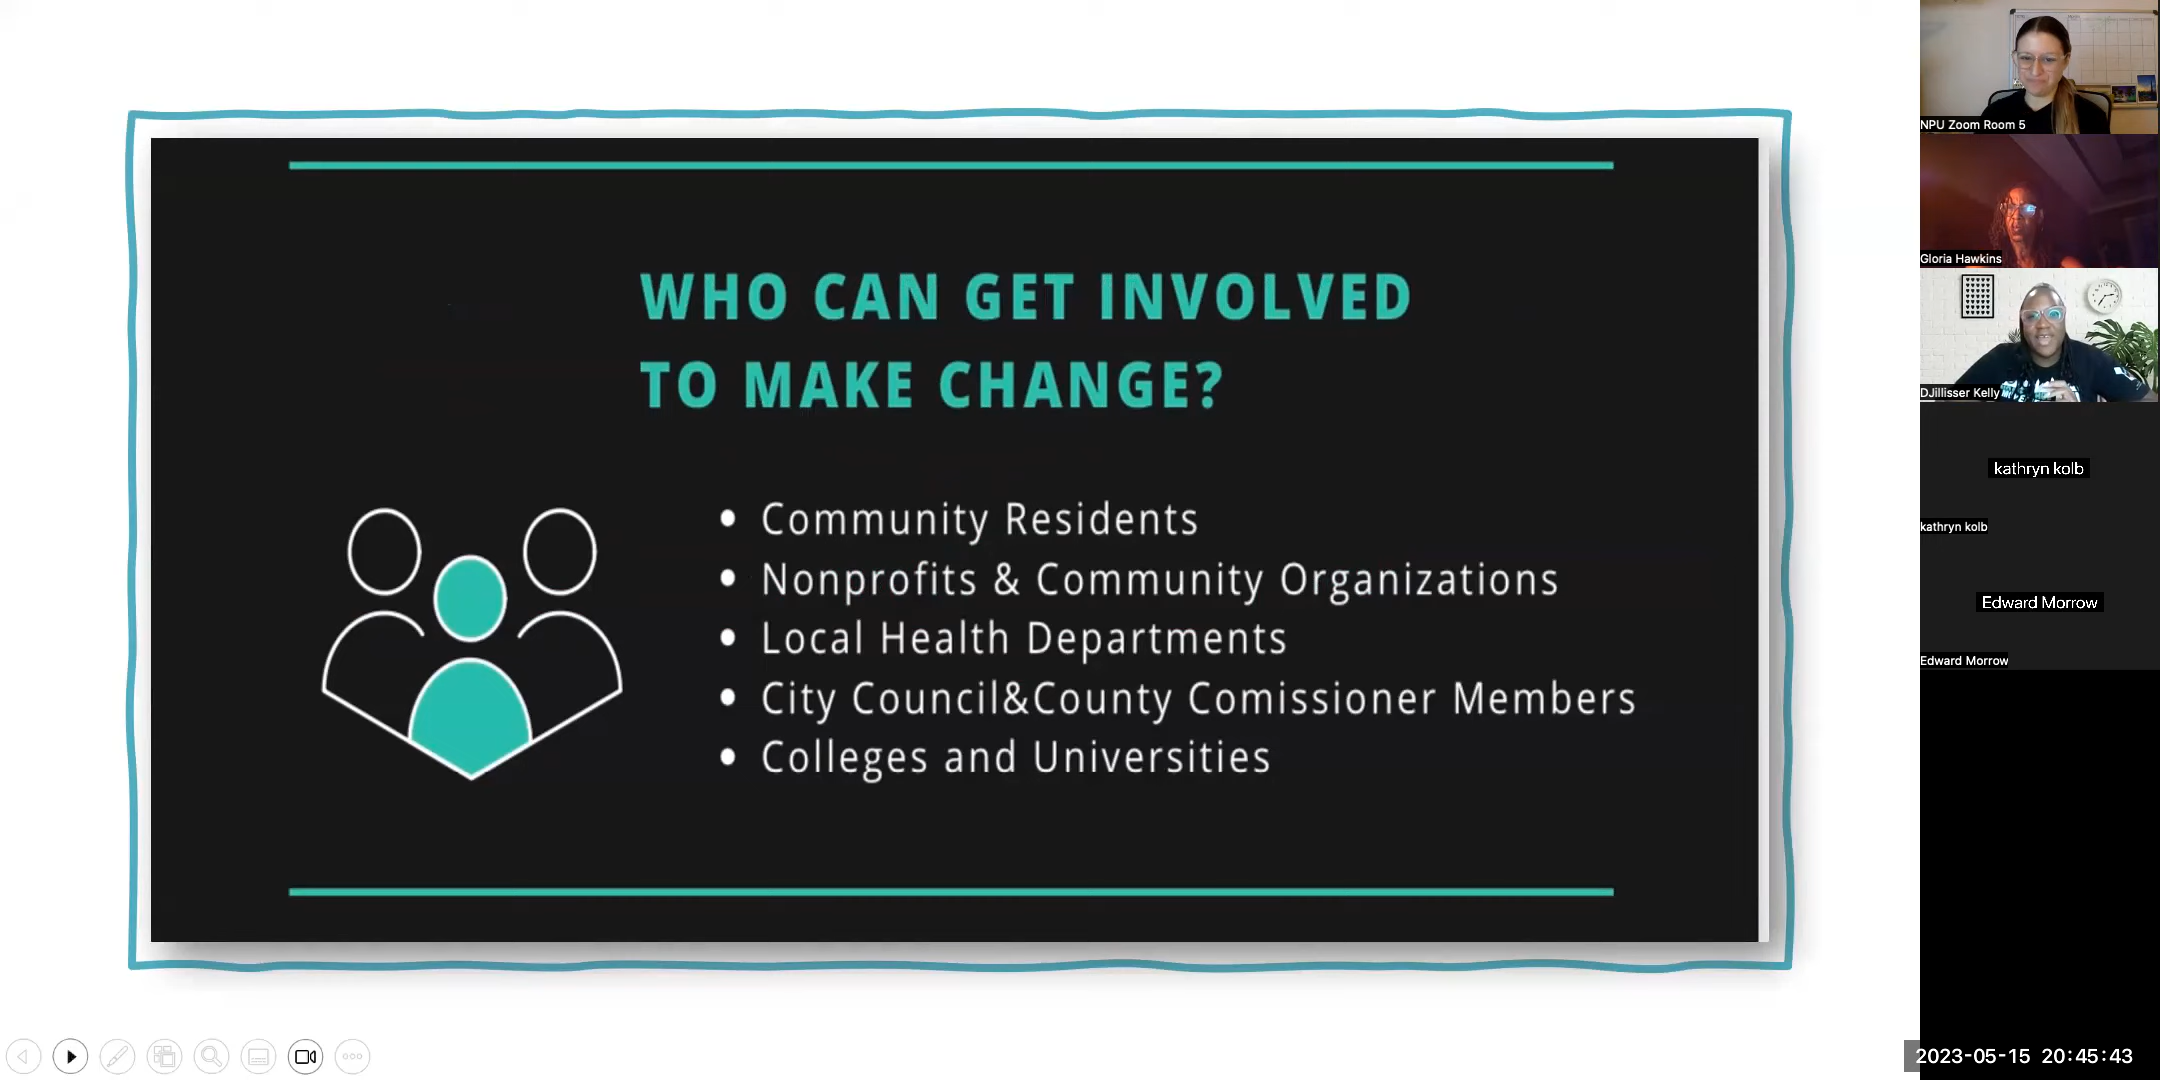 WHO CAN GET INVOLVED
TO MAKE CHANGE?
• Community Residents
• Nonprofits & Community Organizations
• Local Health Departments
• City Council&County Comissioner Members
• Colleges and Universities
NPU Zoom Room 5
Gloria Hawkins
DJillisser Kelly
kathryn kolb
kathryn kolb
Edward Morrow
Edward Morrow
2023-05-15 20:45:43